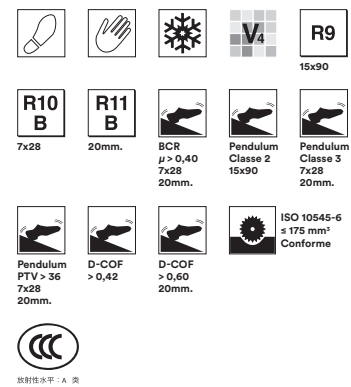 V4
R9
15x90
R10
B
7x28
R11
B
20mm.
BCR
μ > 0,40
7x28
20mm.
Pendulum
Classe 2
15x90
Pendulum
Classe 3
7x28
20mm.
Pendulum
PTV > 36
7x28
20mm.
D-COF
> 0,42
D-COF
> 0,60
20mm.
ISO 10545-6
≤ 175 mm³
Conforme
CCC
放射性水平：A 类